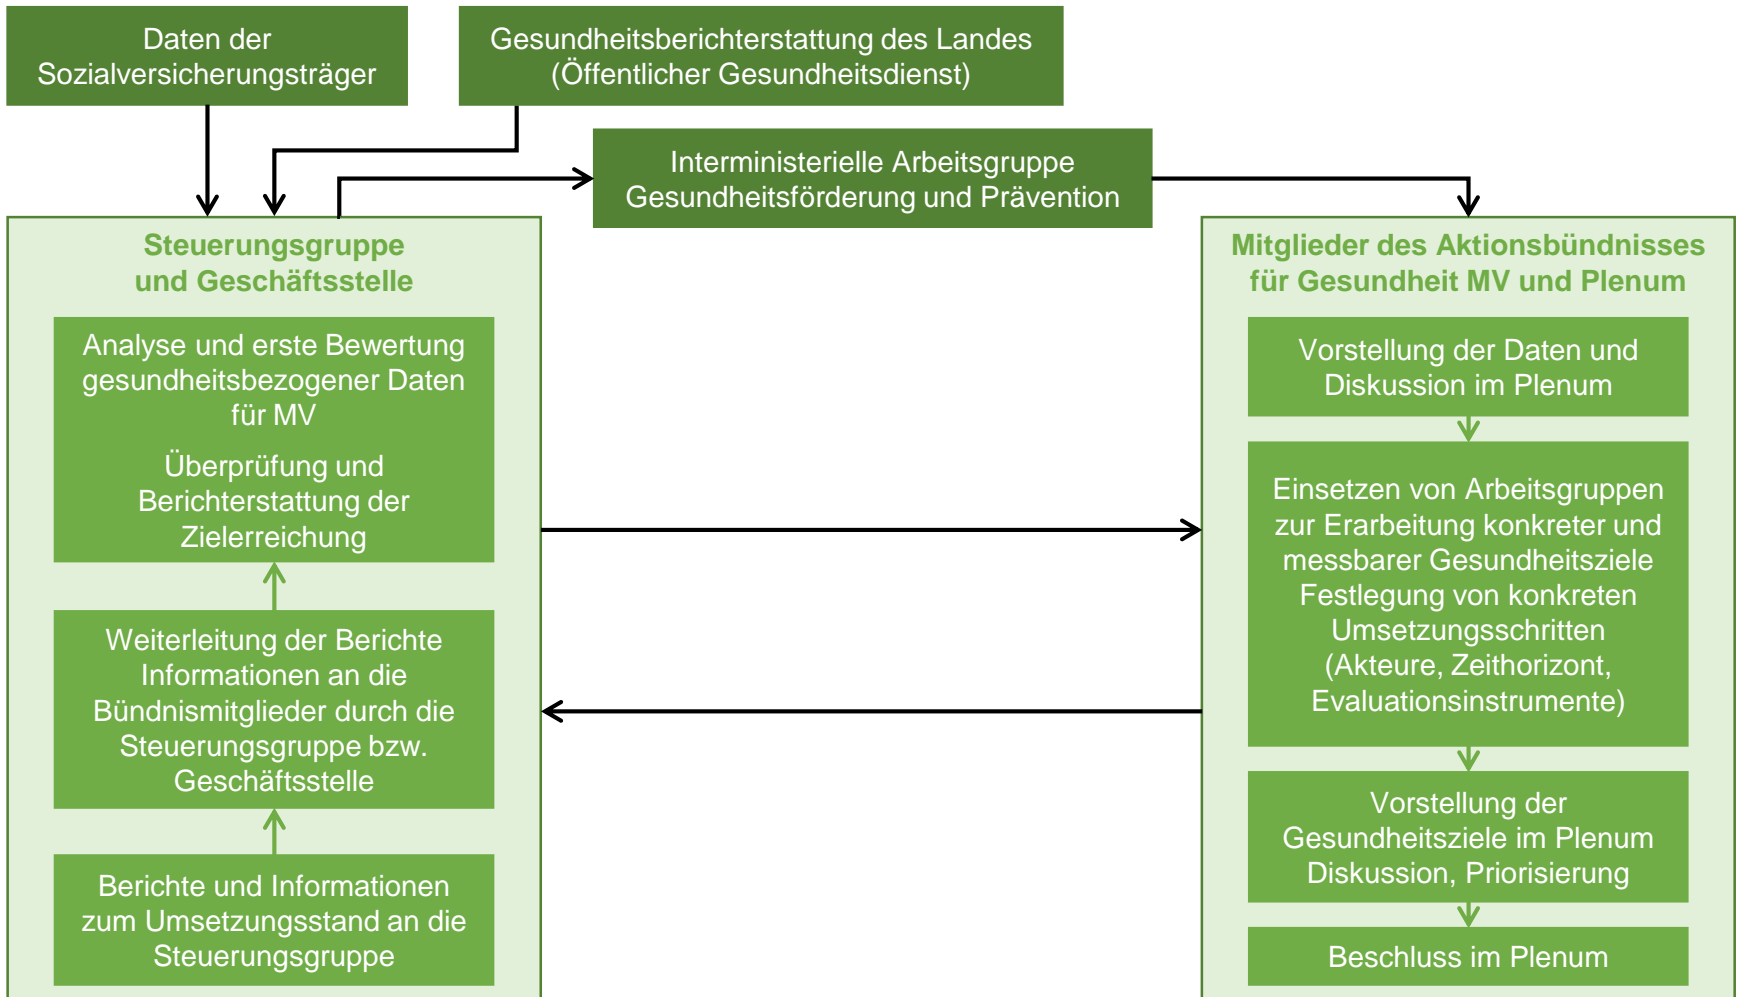 Daten der
Sozialversicherungsträger
Gesundheitsberichterstattung des Landes
(Öffentlicher Gesundheitsdienst)
Interministerielle Arbeitsgruppe
Gesundheitsförderung und Prävention
Steuerungsgruppe
und Geschäftsstelle
Analyse und erste Bewertung
gesundheitsbezogener Daten
für MV
Überprüfung und
Berichterstattung der
Zielerreichung
Weiterleitung der Berichte
Informationen an die
Bündnismitglieder durch die
Steuerungsgruppe bzw.
Geschäftsstelle
Berichte und Informationen
zum Umsetzungsstand an die
Steuerungsgruppe
Mitglieder des Aktionsbündnisses
für Gesundheit MV und Plenum
Vorstellung der Daten und
Diskussion im Plenum
Einsetzen von Arbeitsgruppen
zur Erarbeitung konkreter und
messbarer Gesundheitsziele
Festlegung von konkreten
Umsetzungsschritten
(Akteure, Zeithorizont,
Evaluationsinstrumente)
Vorstellung der
Gesundheitsziele im Plenum
Diskussion, Priorisierung
Beschluss im Plenum